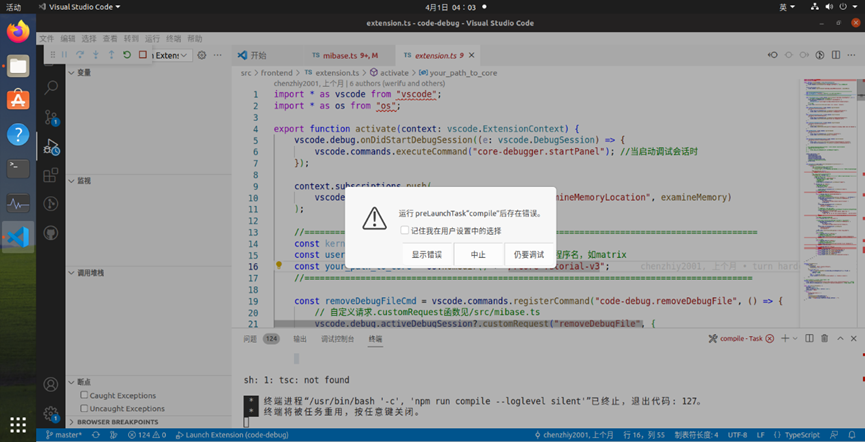 活动
Visual Studio Code
4月1日 04：03
英
extension.ts - code-debug - Visual Studio Code
文件 编辑 选择 查看 转到 运行 终端 帮助
Extens
开始
TS mibase.ts 9+, M
TS extension.ts 9
src > frontend > TS extension.ts > activate > your_path_to_core
chenzhiy2001, 上个月 | 6 authors (werifu and others)
变量
1 import * as vscode from "vscode";
2 import * as os from "os";
3
4 export function activate(context: vscode.ExtensionContext) {
5 vscode.debug.onDidStartDebugSession((e: vscode.DebugSession) => {
6 vscode.commands.executeCommand("core-debugger.startPanel"); //当启动调试会话时
7 });
8
监视
9 context.subscriptions.push(
10 vscode
mineMemoryLocation", examineMemory)
11 );
12
运行 preLaunchTask"compile"后存在错误。
记住我在用户设置中的选择
显示错误
中止
仍要调试
13 //
14 const kern
15 const user
程序名，如matrix
16 const your_path_to_core
utorial-v3";
chenzhiy2001, 上个月 • turn hard
调用堆栈
17 //
18
19 const removeDebugFileCmd = vscode.commands.registerCommand("code-debug.removeDebugFile", () => {
20 // 自定义请求.customRequest函数见/src/mibase.ts
21 vscode.debug.activeDebugSession?.customRequest("removeDebugFile", {
问题 124 输出 调试控制台 终端
compile - Task
sh: 1: tsc: not found
* 终端进程"/usr/bin/bash '-c', 'npm run compile --loglevel silent'"已终止，退出代码: 127。
* 终端将被任务重用，按任意键关闭。
断点
Caught Exceptions
Uncaught Exceptions
BROWSER BREAKPOINTS
master*
124
0
Launch Extension (code-debug)
chenzhiy2001, 上个月
行 16，列 55
制表符长度: 4
UTF-8
LF
{} TypeScript